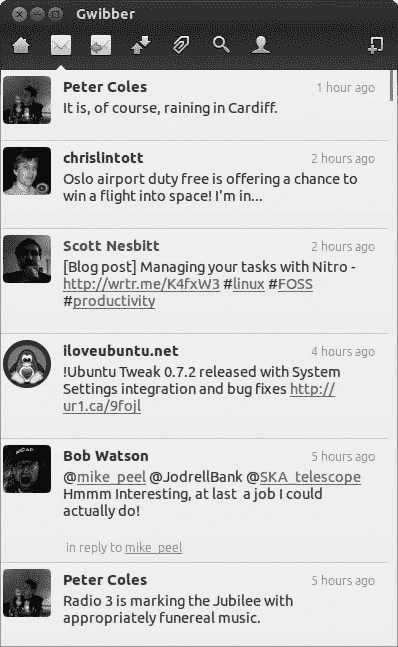 Gwibber
Peter Coles 1 hour ago
It is, of course, raining in Cardiff.
chrislintott 2 hours ago
Oslo airport duty free is offering a chance to
win a flight into space! I'm in...
Scott Nesbitt 2 hours ago
[Blog post] Managing your tasks with Nitro -
http://wrtr.me/K4fxW3 #linux #FOSS
#productivity
iloveubuntu.net 4 hours ago
!Ubuntu Tweak 0.7.2 released with System
Settings integration and bug fixes http://
ur1.ca/9fojl
Bob Watson 5 hours ago
@mike_peel @JodrellBank @SKA_telescope
Hmmm Interesting, at last  a job I could
actually do!
in reply to mike_peel
Peter Coles 5 hours ago
Radio 3 is marking the Jubilee with
appropriately funereal music.